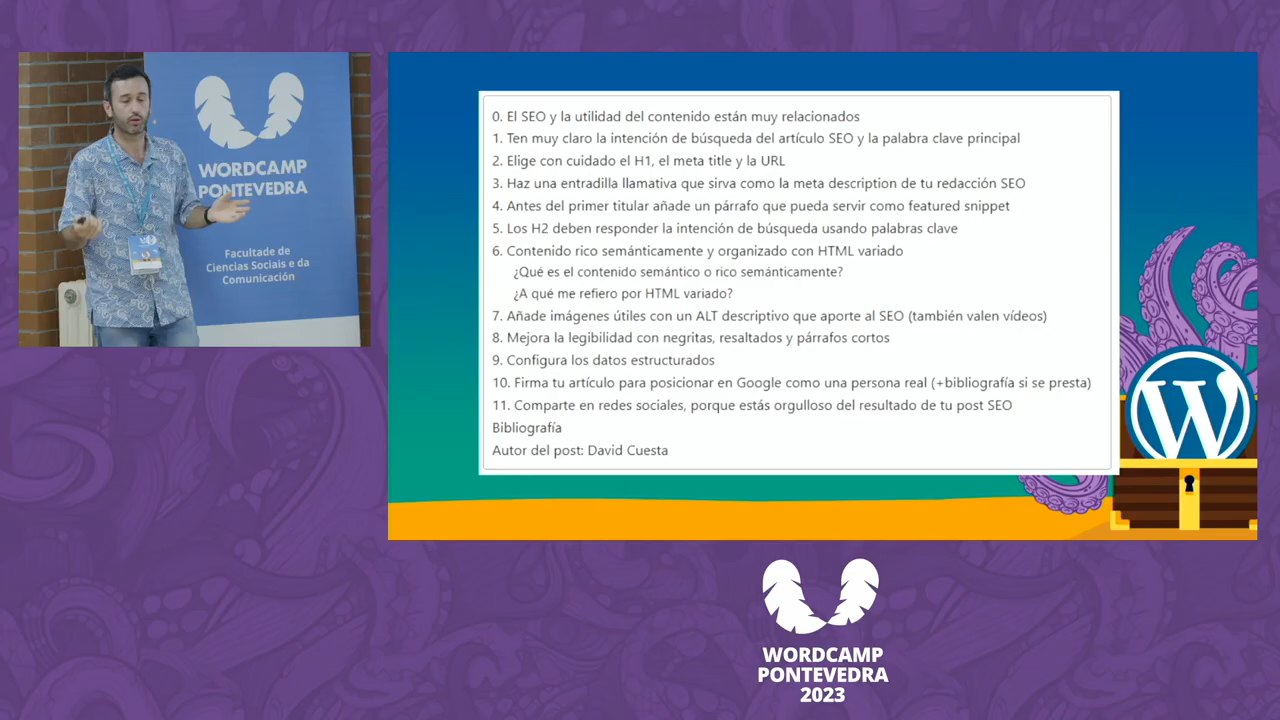 WORDCAMP
PONTEVEDRA
Facultade de
Ciencias Sociais e da
Comunicación
0. El SEO y la utilidad del contenido están muy relacionados
1. Ten muy claro la intención de búsqueda del artículo SEO y la palabra clave principal
2. Elige con cuidado el H1, el meta title y la URL
3. Haz una entradilla llamativa que sirva como la meta description de tu redacción SEO
4. Antes del primer titular añade un párrafo que pueda servir como featured snippet
5. Los H2 deben responder la intención de búsqueda usando palabras clave
6. Contenido rico semánticamente y organizado con HTML variado
¿Qué es el contenido semántico o rico semánticamente?
¿A qué me refiero por HTML variado?
7. Añade imágenes útiles con un ALT descriptivo que aporte al SEO (también valen vídeos)
8. Mejora la legibilidad con negritas, resaltados y párrafos cortos
9. Configura los datos estructurados
10. Firma tu artículo para posicionar en Google como una persona real (+bibliografía si se presta)
11. Comparte en redes sociales, porque estás orgulloso del resultado de tu post SEO
Bibliografía
Autor del post: David Cuesta
WORDCAMP
PONTEVEDRA
2023